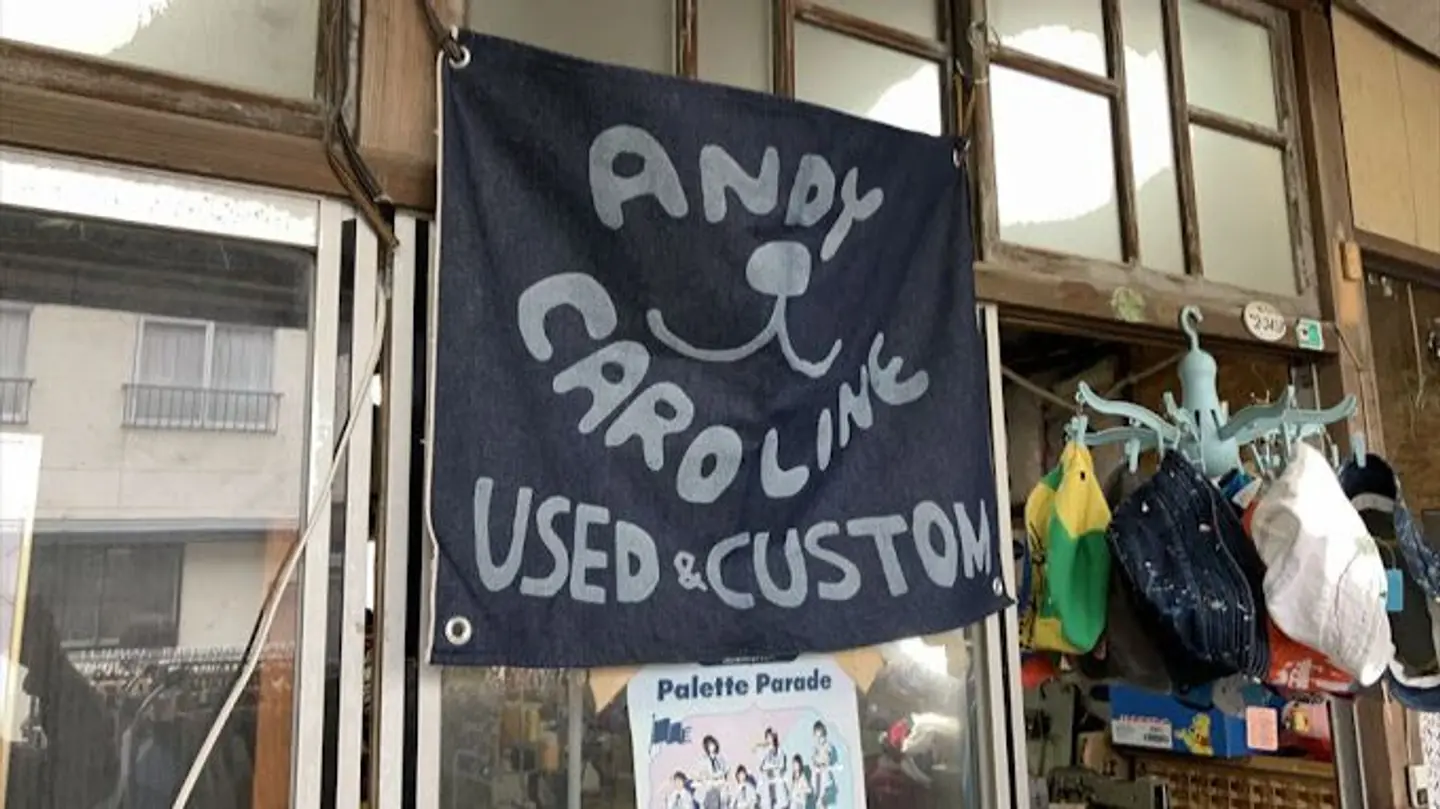 ANDY
CAROLINE
USED & CUSTOM
Palette Parade